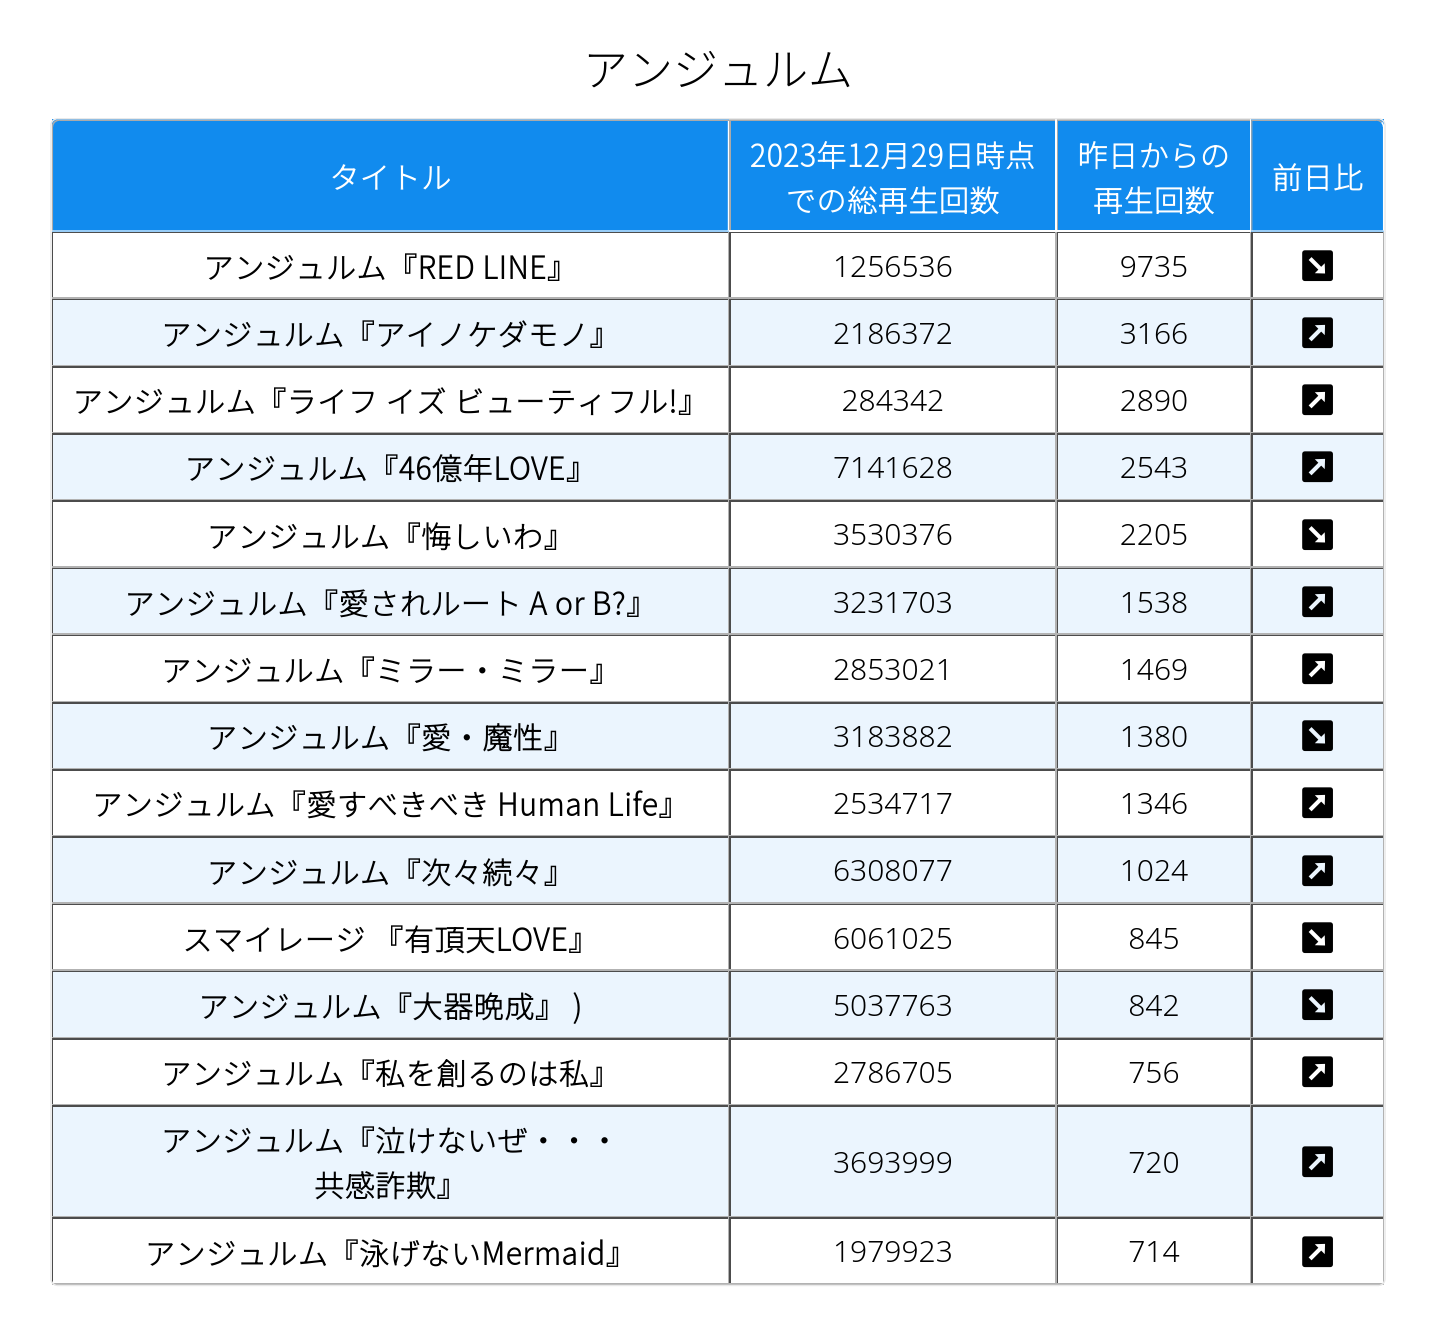 アンジュルム
タイトル
2023年12月29日時点
での総再生回数
昨日からの
再生回数
前日比
アンジュルム『RED LINE』 1256536 9735
アンジュルム『アイノケダモノ』 2186372 3166
アンジュルム『ライフ イズ ビューティフル!』 284342 2890
アンジュルム『46億年LOVE』 7141628 2543
アンジュルム『悔しいわ』 3530376 2205
アンジュルム『愛されルート A or B?』 3231703 1538
アンジュルム『ミラー・ミラー』 2853021 1469
アンジュルム『愛・魔性』 3183882 1380
アンジュルム『愛すべきべき Human Life』 2534717 1346
アンジュルム『次々続々』 6308077 1024
スマイレージ 『有頂天LOVE』 6061025 845
アンジュルム『大器晩成』 ) 5037763 842
アンジュルム『私を創るのは私』 2786705 756
アンジュルム『泣けないぜ・・・
共感詐欺』 3693999 720
アンジュルム『泳げないMermaid』 1979923 714